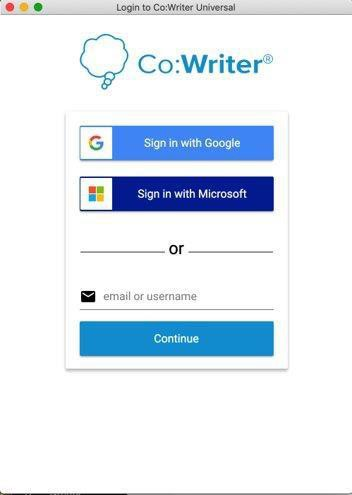 Login to Co:Writer Universal
Co:Writer®
Sign in with Google
Sign in with Microsoft
or
email or username
Continue